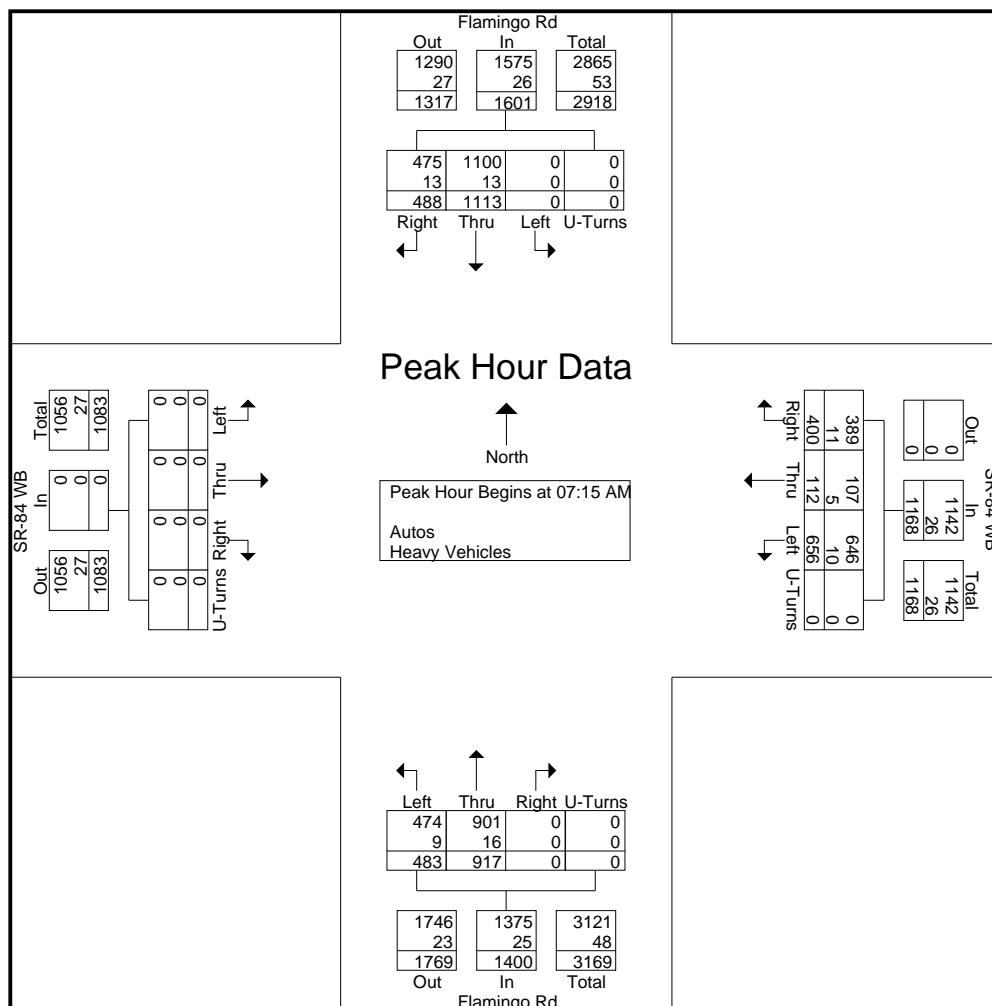 Flamingo Rd
Out In Total
1290 1575 2865
27 26 53
1317 1601 2918
475 1100 0 0
13 13 0 0
488 1113 0 0
Right Thru Left U-Turns
Peak Hour Data
North
Peak Hour Begins at 07:15 AM
Autos
Heavy Vehicles
SR-84 WB
Total In Out
1056 0 1056
27 0 27
1083 0 1083
0 0 0 0
0 0 0 0
0 0 0 0
Left Thru Right U-Turns
SR-84 WB
Out In Total
0 1142 1142
0 26 26
0 1168 1168
389 107 646 0
11 5 10 0
400 112 656 0
Right Thru Left U-Turns
Left Thru Right U-Turns
474 901 0 0
9 16 0 0
483 917 0 0
1746 1375 3121
23 25 48
1769 1400 3169
Out In Total
Flamingo Rd